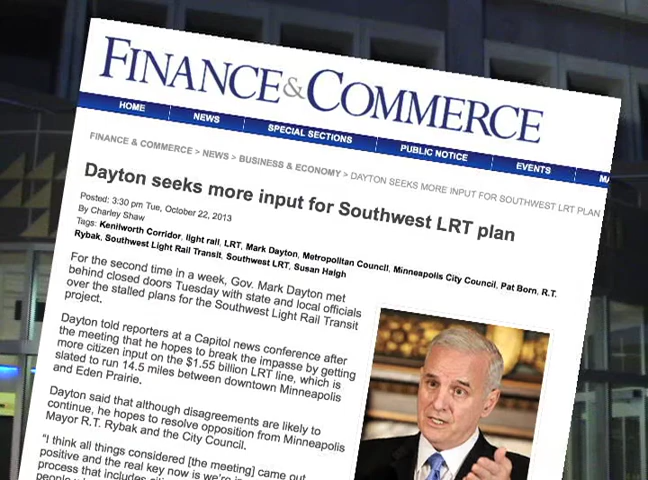 FINANCE & COMMERCE
HOME NEWS SPECIAL SECTIONS PUBLIC NOTICE EVENTS
FINANCE & COMMERCE > NEWS > BUSINESS & ECONOMY > DAYTON SEEKS MORE INPUT FOR SOUTHWEST LRT PLAN
Dayton seeks more input for Southwest LRT plan
Posted: 3:30 pm Tue, October 22, 2013
By Charley Shaw
Tags: Kenilworth Corridor, light rail, LRT, Mark Dayton, Metropolitan Council, Minneapolis City Council, Pat Born, R.T.
Rybak, Southwest Light Rail Transit, Southwest LRT, Susan Haigh
For the second time in a week, Gov. Mark Dayton met
behind closed doors Tuesday with state and local officials
over the stalled plans for the Southwest Light Rail Transit
project.
Dayton told reporters at a Capitol news conference after
the meeting that he hopes to break the impasse by getting
more citizen input on the $1.55 billion LRT line, which is
slated to run 14.5 miles between downtown Minneapolis
and Eden Prairie.
Dayton said that although disagreements are likely to
continue, he hopes to resolve opposition from Minneapolis
Mayor R.T. Rybak and the City Council.
"I think all things considered [the meeting] came out
positive and the real key now is we're
process that includes